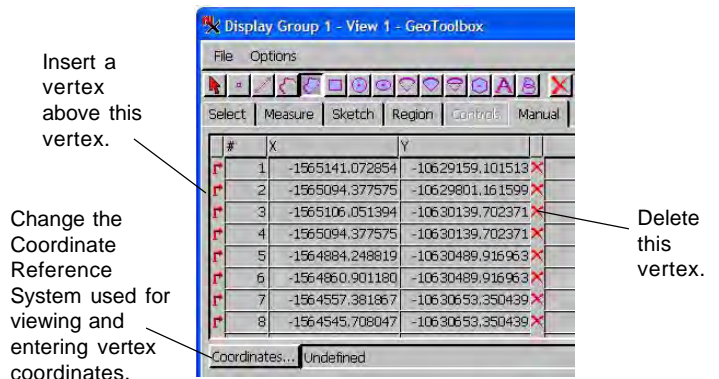 Display Group 1 - View 1 - GeoToolbox
File Options
Select Measure Sketch Region Controls Manual
# X Y
1 -1565141.072854 -10629159.101513
2 -1565094.377575 -10629801.161599
3 -1565106.051394 -10630139.702371
4 -1565094.377575 -10630139.702371
5 -1564884.248819 -10630489.916963
6 -1564860.901180 -10630489.916963
7 -1564557.381867 -10630653.350439
8 -1564545.708047 -10630653.350439
Coordinates... Undefined
Insert a
vertex
above this
vertex.
Change the
Coordinate
Reference
System used for
viewing and
entering vertex
coordinates.
Delete
this
vertex.